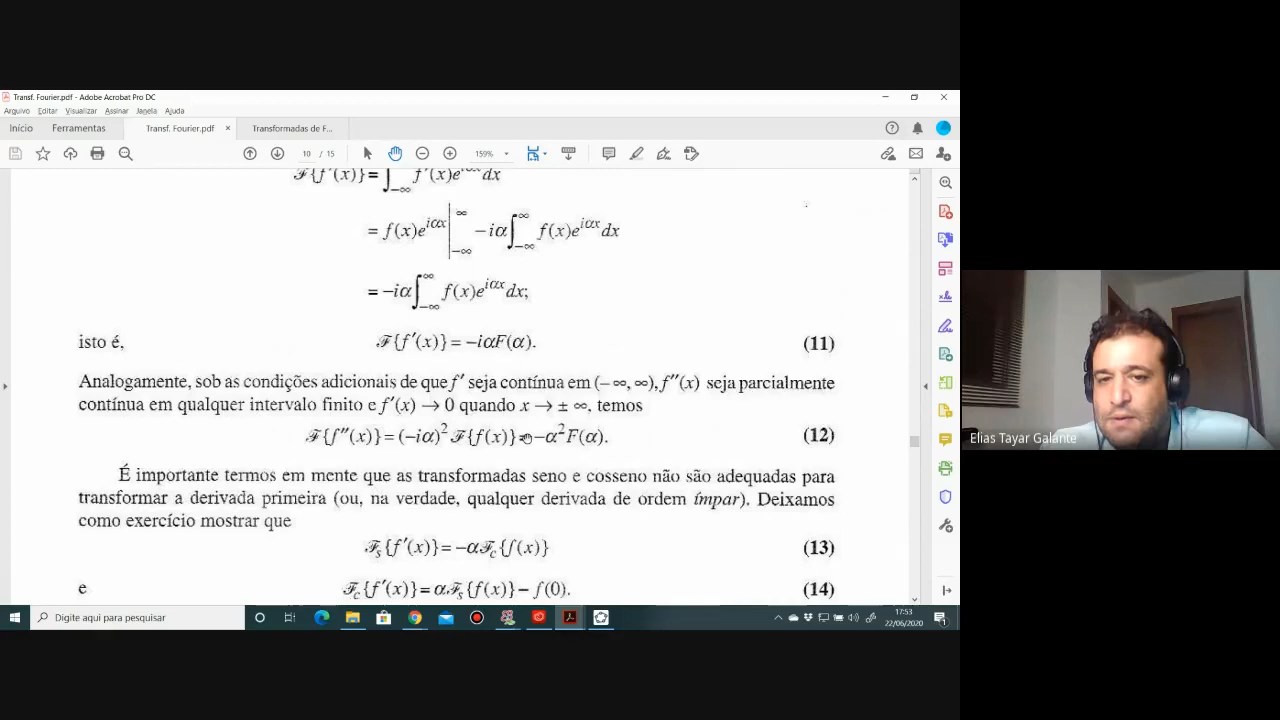 Transf. Fourier.pdf - Adobe Acrobat Pro DC
Arquivo Editar Visualizar Assinar Janela Ajuda
Início Ferramentas Transf. Fourier.pdf × Transformadas de F...
10 / 15 159%
ℱ{f′(x)} = ∫_{−∞} f′(x)e^{iαx}dx
= f(x)e^{iαx} |_{−∞}^{∞} − iα ∫_{−∞}^{∞} f(x)e^{iαx}dx
= −iα ∫_{−∞}^{∞} f(x)e^{iαx}dx;
isto é, ℱ{f′(x)} = −iαF(α). (11)
Analogamente, sob as condições adicionais de que f′ seja contínua em (−∞, ∞), f″(x) seja parcialmente
contínua em qualquer intervalo finito e f′(x) → 0 quando x → ± ∞, temos
ℱ{f″(x)} = (−iα)² ℱ{f(x)} = −α²F(α). (12)
É importante termos em mente que as transformadas seno e cosseno não são adequadas para
transformar a derivada primeira (ou, na verdade, qualquer derivada de ordem ímpar). Deixamos
como exercício mostrar que
ℱₛ{f′(x)} = −αℱ_c{f(x)} (13)
e ℱ_c{f′(x)} = αℱₛ{f(x)} − f(0). (14)
Elias Tayar Galante
Digite aqui para pesquisar
17:53
22/06/2020